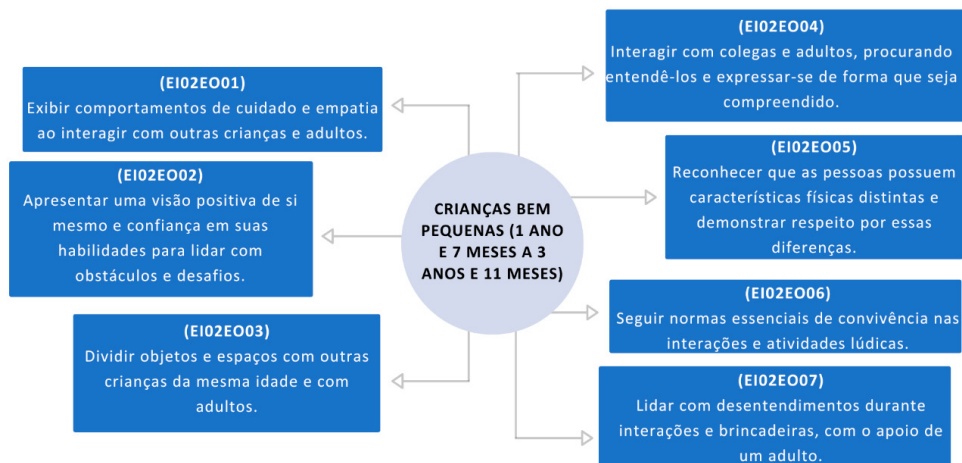 (EI02EO01)
Exibir comportamentos de cuidado e empatia
ao interagir com outras crianças e adultos.
(EI02EO02)
Apresentar uma visão positiva de si
mesmo e confiança em suas
habilidades para lidar com
obstáculos e desafios.
(EI02EO03)
Dividir objetos e espaços com outras
crianças da mesma idade e com
adultos.
CRIANÇAS BEM
PEQUENAS (1 ANO
E 7 MESES A 3
ANOS E 11 MESES)
(EI02EO04)
Interagir com colegas e adultos, procurando
entendê-los e expressar-se de forma que seja
compreendido.
(EI02EO05)
Reconhecer que as pessoas possuem
características físicas distintas e
demonstrar respeito por essas
diferenças.
(EI02EO06)
Seguir normas essenciais de convivência nas
interações e atividades lúdicas.
(EI02EO07)
Lidar com desentendimentos durante
interações e brincadeiras, com o apoio de
um adulto.